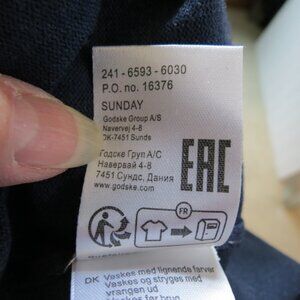 241 - 6593 - 6030
P.O. no. 16376
SUNDAY
Godske Group A/S
Navervej 4-8
DK-7451 Sunds
Годске Груп А/С
Навервай 4-8
7451 Сундс, Дания
www.godske.com
EAC
FR
DK Vaskes med lignende farver
Vaskes og stryges med
vrangen ud